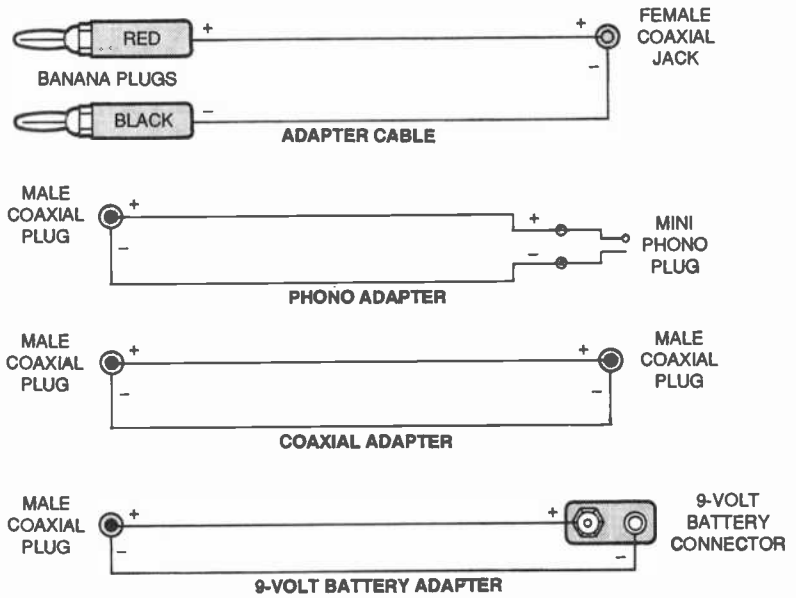 RED
+
+
FEMALE
COAXIAL
JACK
BANANA PLUGS
−
BLACK
−
ADAPTER CABLE
MALE
COAXIAL
PLUG
+
−
+
−
MINI
PHONO
PLUG
PHONO ADAPTER
MALE
COAXIAL
PLUG
+
−
+
−
MALE
COAXIAL
PLUG
COAXIAL ADAPTER
MALE
COAXIAL
PLUG
+
−
+
−
9-VOLT
BATTERY
CONNECTOR
9-VOLT BATTERY ADAPTER